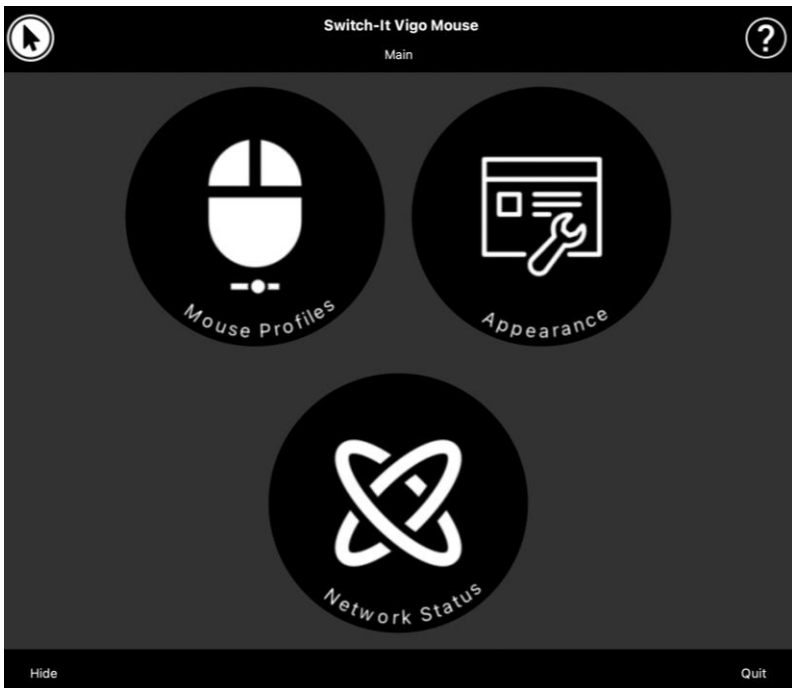 Switch-It Vigo Mouse
Main
?
Mouse Profiles
Appearance
Network Status
Hide
Quit